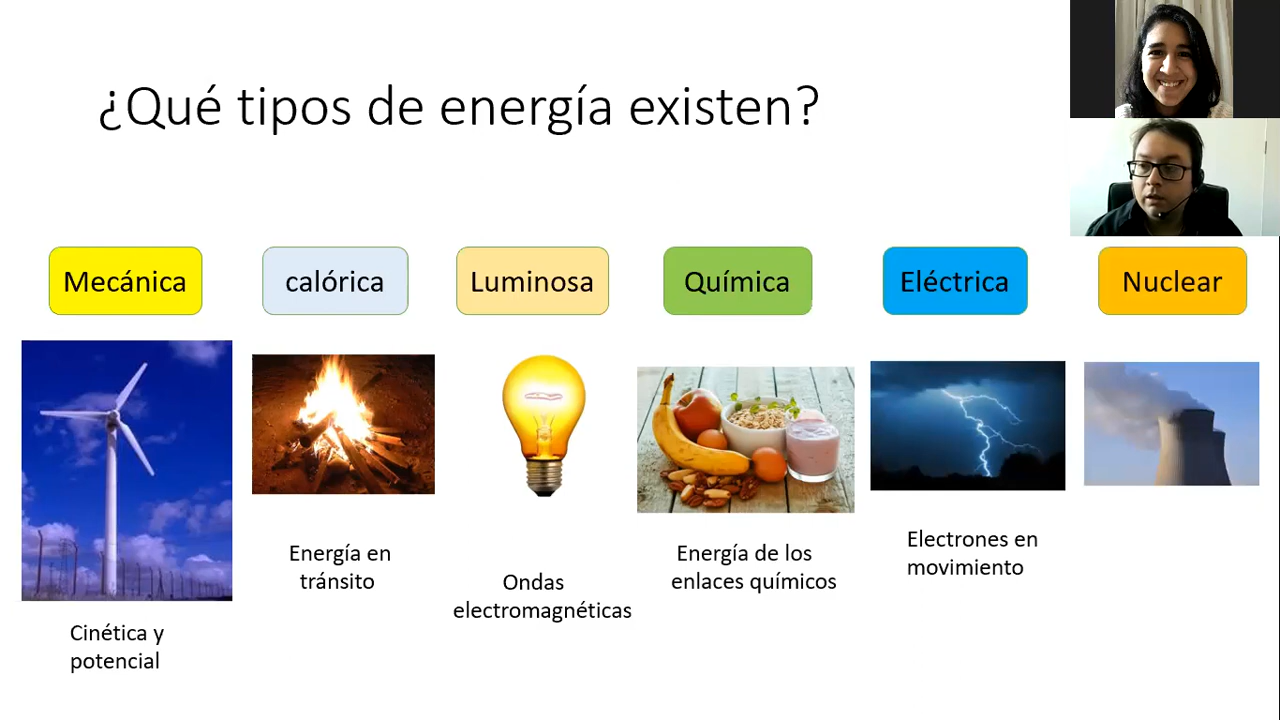 ¿Qué tipos de energía existen?
Mecánica
calórica
Luminosa
Química
Eléctrica
Nuclear
Cinética y
potencial
Energía en
tránsito
Ondas
electromagnéticas
Energía de los
enlaces químicos
Electrones en
movimiento